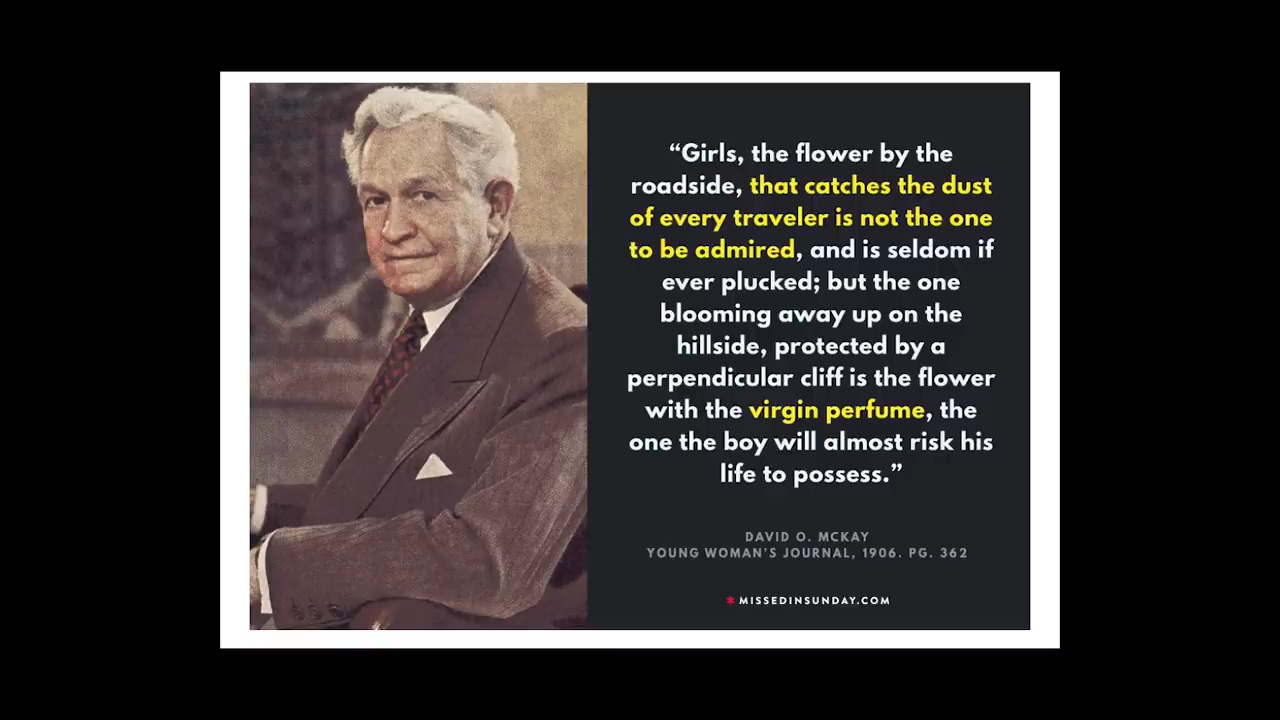 “Girls, the flower by the
roadside, that catches the dust
of every traveler is not the one
to be admired, and is seldom if
ever plucked; but the one
blooming away up on the
hillside, protected by a
perpendicular cliff is the flower
with the virgin perfume, the
one the boy will almost risk his
life to possess.”
DAVID O. MCKAY
YOUNG WOMAN’S JOURNAL, 1906. PG. 362
* MISSEDINSUNDAY.COM